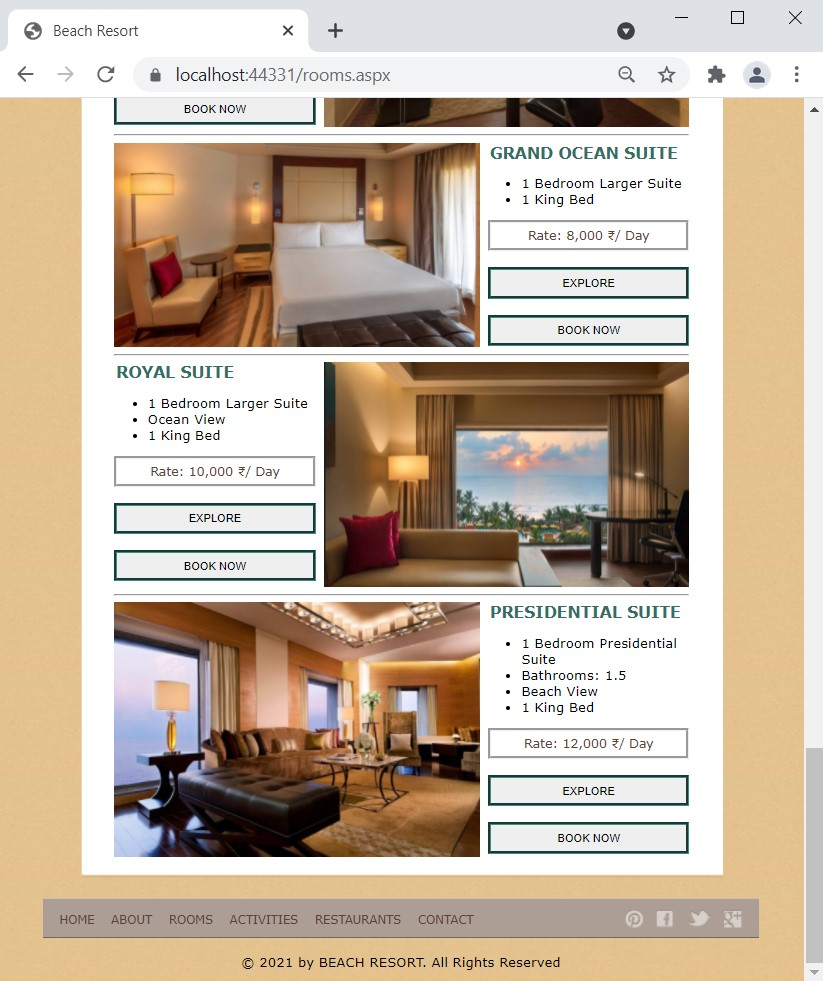 Beach Resort
localhost:44331/rooms.aspx
BOOK NOW
GRAND OCEAN SUITE
1 Bedroom Larger Suite
1 King Bed
Rate: 8,000 ₹/ Day
EXPLORE
BOOK NOW
ROYAL SUITE
1 Bedroom Larger Suite
Ocean View
1 King Bed
Rate: 10,000 ₹/ Day
EXPLORE
BOOK NOW
PRESIDENTIAL SUITE
1 Bedroom Presidential
Suite
Bathrooms: 1.5
Beach View
1 King Bed
Rate: 12,000 ₹/ Day
EXPLORE
BOOK NOW
HOME ABOUT ROOMS ACTIVITIES RESTAURANTS CONTACT
© 2021 by BEACH RESORT. All Rights Reserved